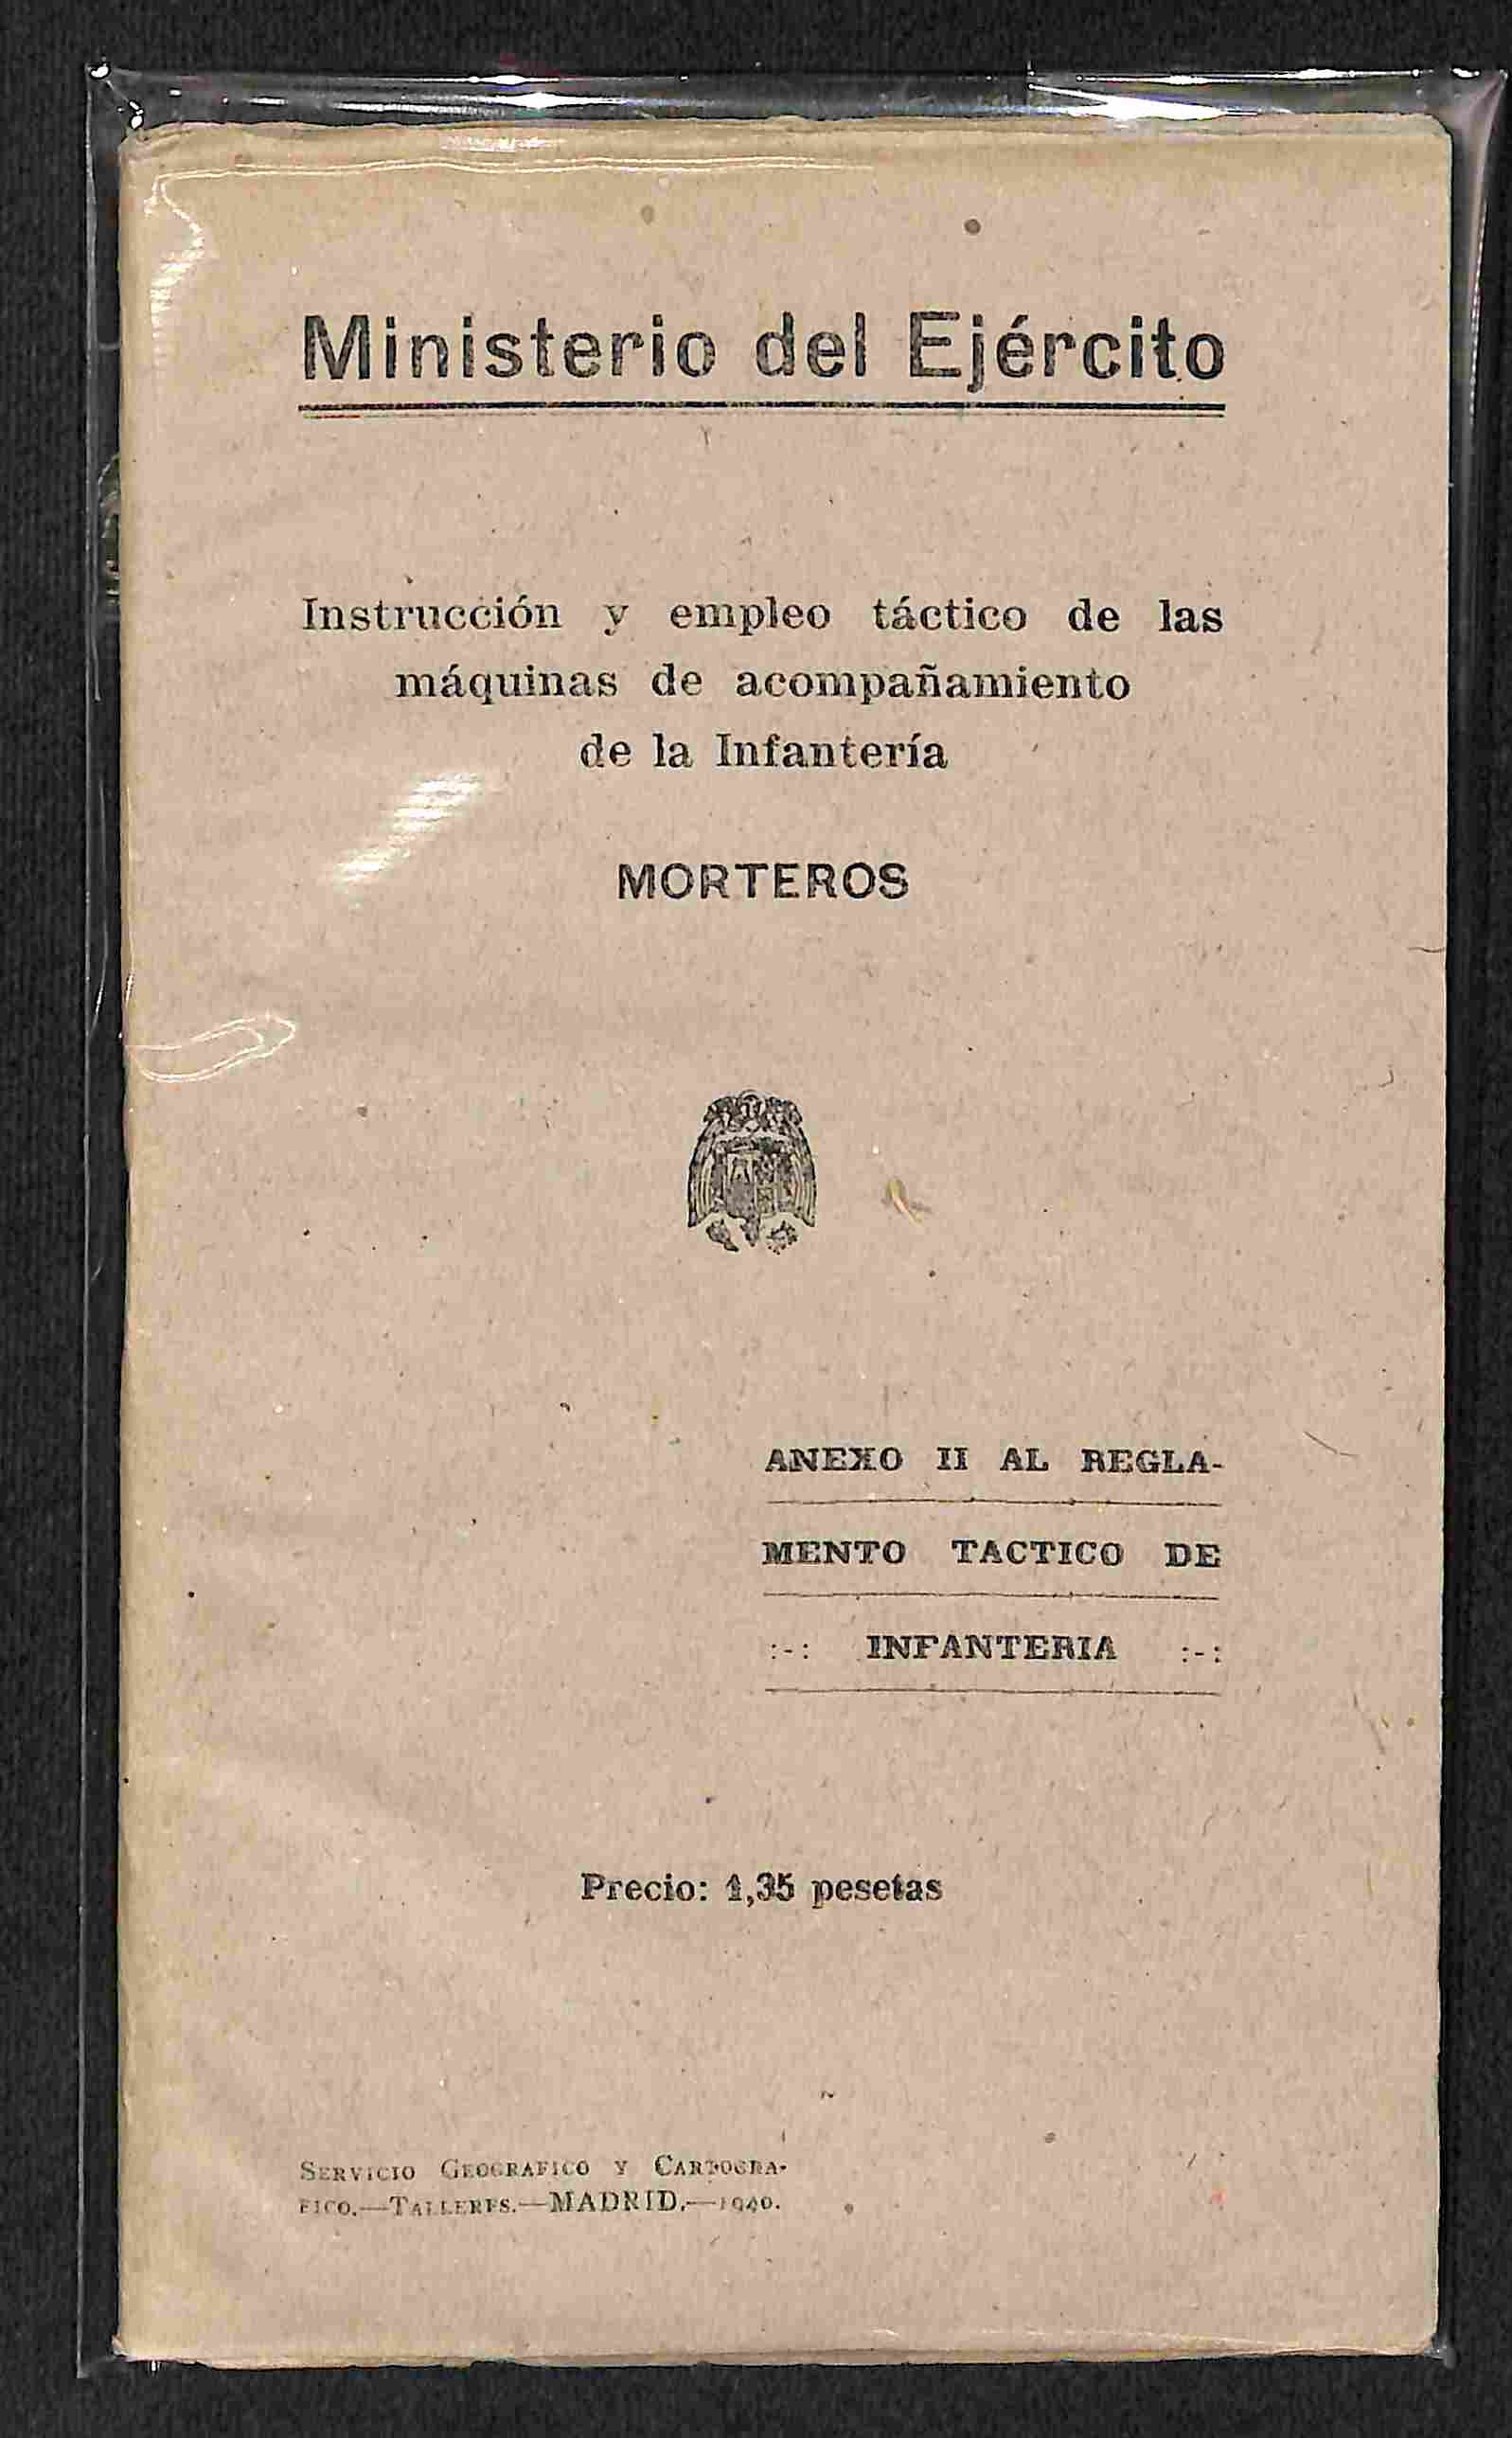 Ministerio del Ejército
Instrucción y empleo táctico de las
máquinas de acompañamiento
de la Infantería
MORTEROS
ANEXO II AL REGLA-
MENTO TACTICO DE
:-: INFANTERIA :-:
Precio: 1,35 pesetas
SERVICIO GEOGRAFICO Y CARTOGRA-
FICO.—TALLERES.—MADRID.—1940.